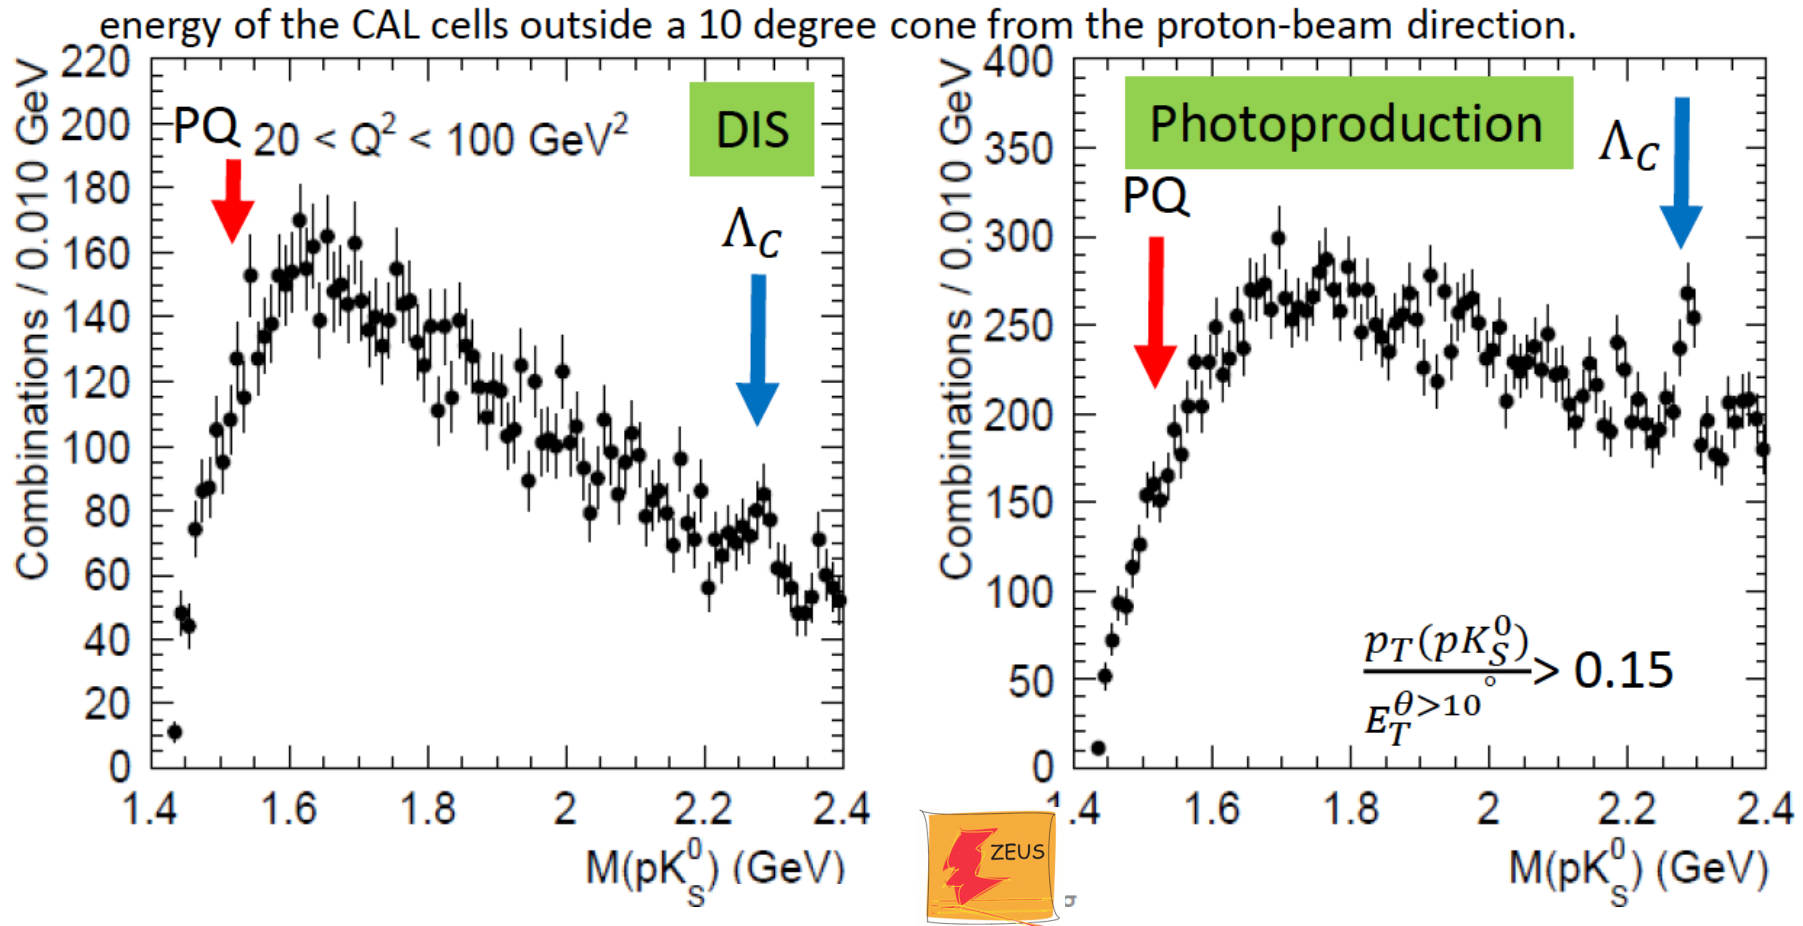 energy of the CAL cells outside a 10 degree cone from the proton-beam direction.
Combinations / 0.010 GeV
220
200
180
160
140
120
100
80
60
40
20
0
PQ
20 < Q² < 100 GeV²
DIS
Λ_C
1.4 1.6 1.8 2 2.2 2.4
M(pK⁰_S) (GeV)
Combinations / 0.010 GeV
400
350
300
250
200
150
100
50
0
Photoproduction
Λ_C
PQ
p_T(pK⁰_S)
> 0.15
E_T^θ>10°
.4 1.6 1.8 2 2.2 2.4
M(pK⁰_S) (GeV)
ZEUS
σ